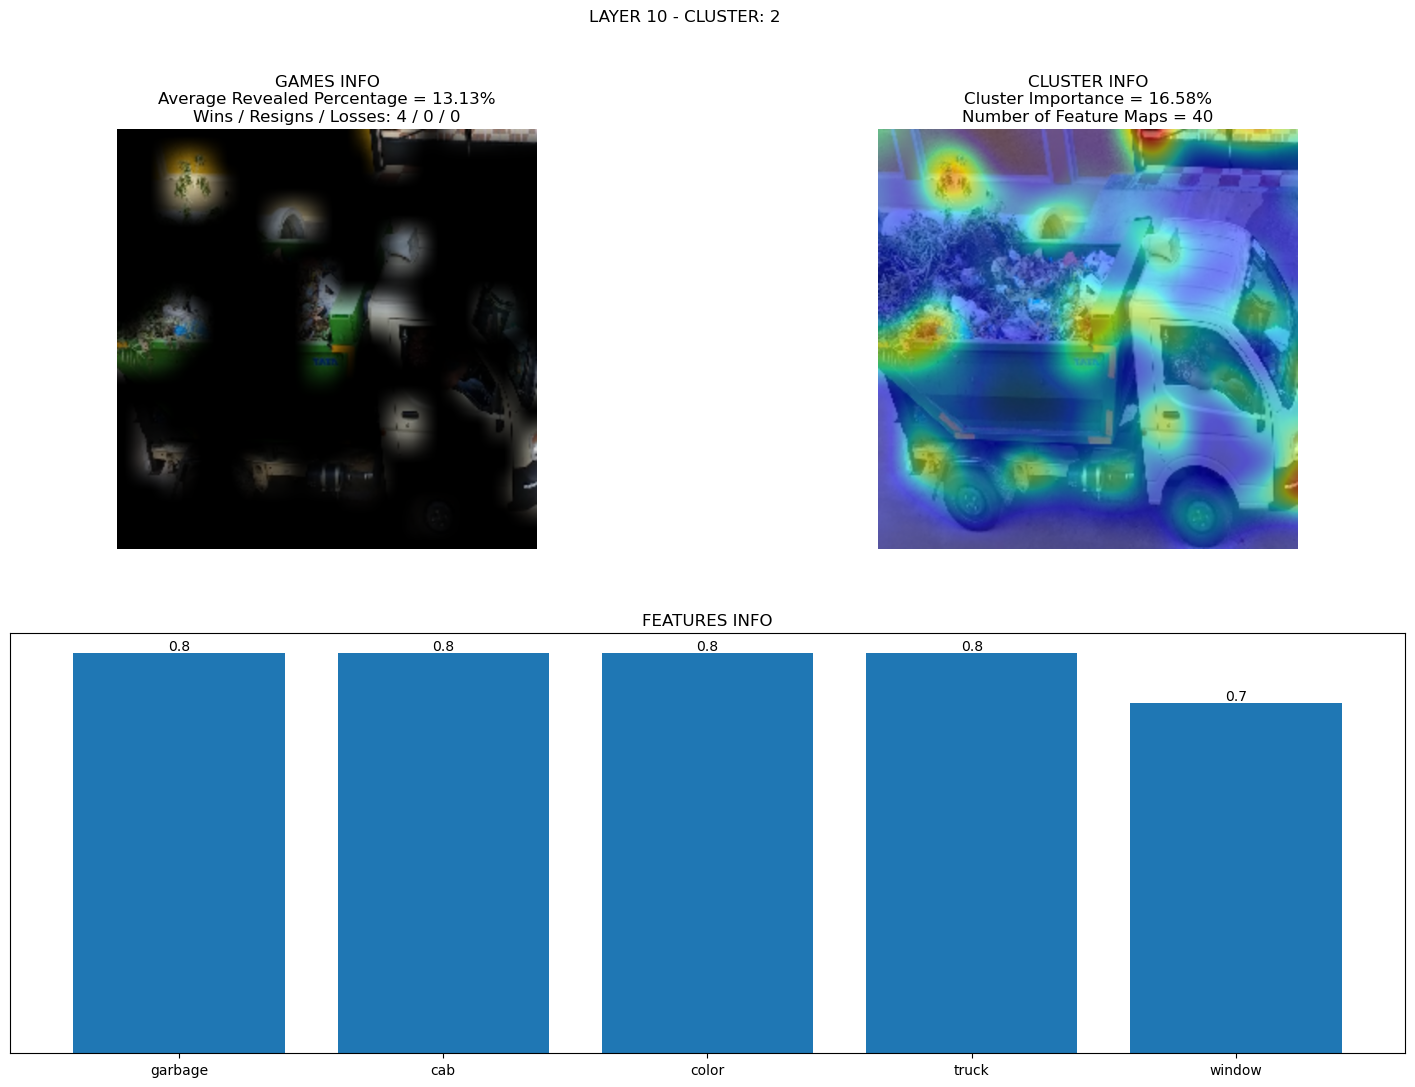 LAYER 10 - CLUSTER: 2
GAMES INFO
Average Revealed Percentage = 13.13%
Wins / Resigns / Losses: 4 / 0 / 0
CLUSTER INFO
Cluster Importance = 16.58%
Number of Feature Maps = 40
FEATURES INFO
0.8 0.8 0.8 0.8 0.7
garbage cab color truck window